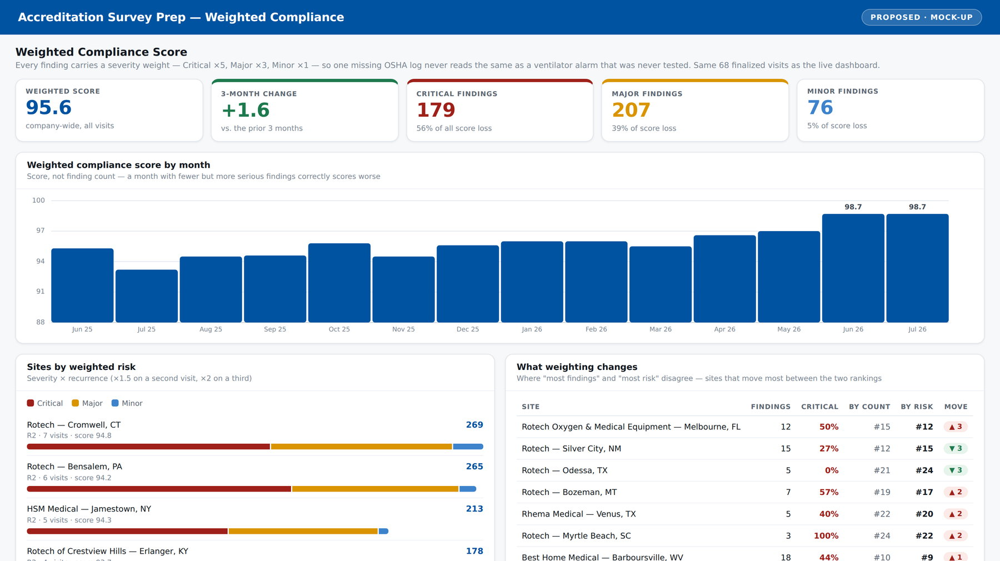 Accreditation Survey Prep — Weighted Compliance
PROPOSED · MOCK-UP
Weighted Compliance Score
Every finding carries a severity weight — Critical ×5, Major ×3, Minor ×1 — so one missing OSHA log never reads the same as a ventilator alarm that was never tested. Same 68 finalized visits as the live dashboard.
WEIGHTED SCORE
95.6
company-wide, all visits
3-MONTH CHANGE
+1.6
vs. the prior 3 months
CRITICAL FINDINGS
179
56% of all score loss
MAJOR FINDINGS
207
39% of score loss
MINOR FINDINGS
76
5% of score loss
Weighted compliance score by month
Score, not finding count — a month with fewer but more serious findings correctly scores worse
100
97
94
91
88
98.7
98.7
Jun 25
Jul 25
Aug 25
Sep 25
Oct 25
Nov 25
Dec 25
Jan 26
Feb 26
Mar 26
Apr 26
May 26
Jun 26
Jul 26
Sites by weighted risk
Severity × recurrence (×1.5 on a second visit, ×2 on a third)
Critical Major Minor
Rotech — Cromwell, CT 269
R2 · 7 visits · score 94.8
Rotech — Bensalem, PA 265
R2 · 6 visits · score 94.2
HSM Medical — Jamestown, NY 213
R2 · 5 visits · score 94.3
Rotech of Crestview Hills — Erlanger, KY 178
What weighting changes
Where "most findings" and "most risk" disagree — sites that move most between the two rankings
SITE FINDINGS CRITICAL BY COUNT BY RISK MOVE
Rotech Oxygen & Medical Equipment — Melbourne, FL 12 50% #15 #12 ▲ 3
Rotech — Silver City, NM 15 27% #12 #15 ▼ 3
Rotech — Odessa, TX 5 0% #21 #24 ▼ 3
Rotech — Bozeman, MT 7 57% #19 #17 ▲ 2
Rhema Medical — Venus, TX 5 40% #22 #20 ▲ 2
Rotech — Myrtle Beach, SC 3 100% #24 #22 ▲ 2
Best Home Medical — Barboursville, WV 18 44% #10 #9 ▲ 1